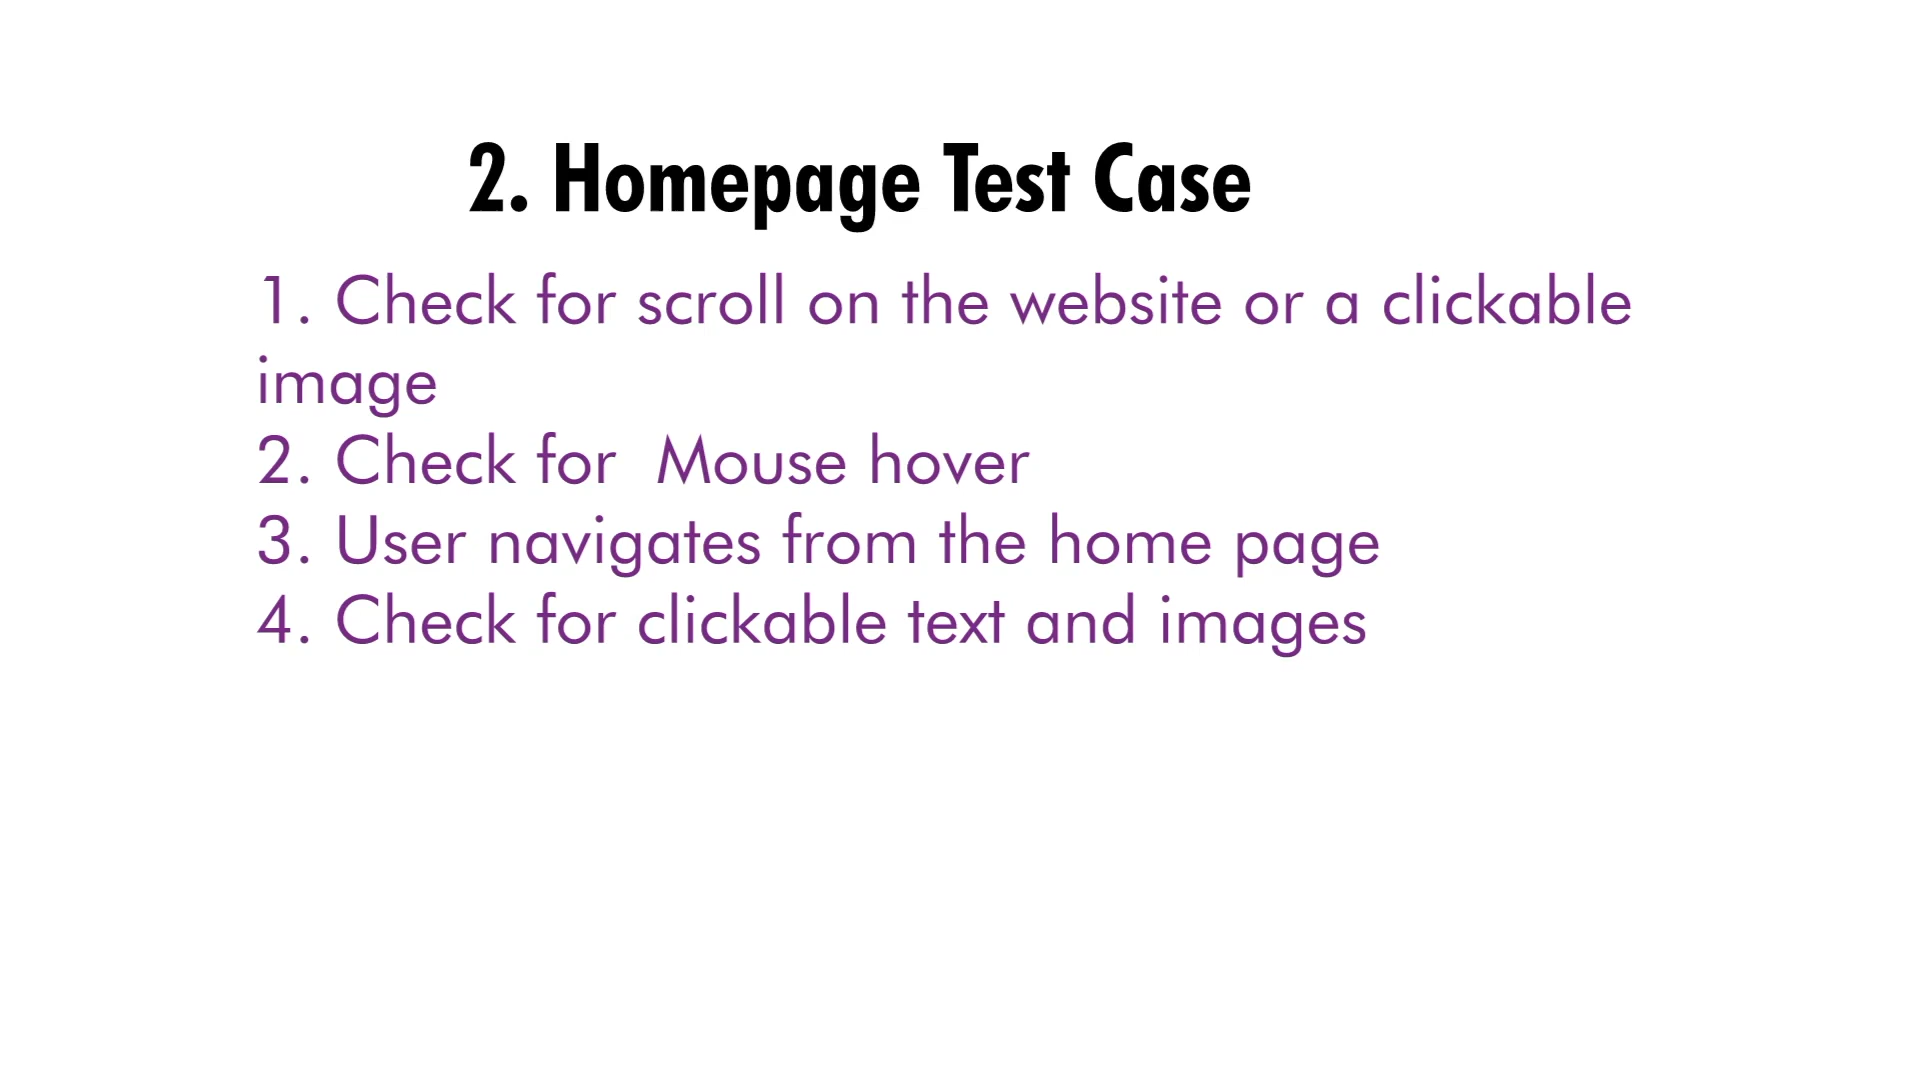 2. Homepage Test Case
1. Check for scroll on the website or a clickable
image
2. Check for  Mouse hover
3. User navigates from the home page
4. Check for clickable text and images